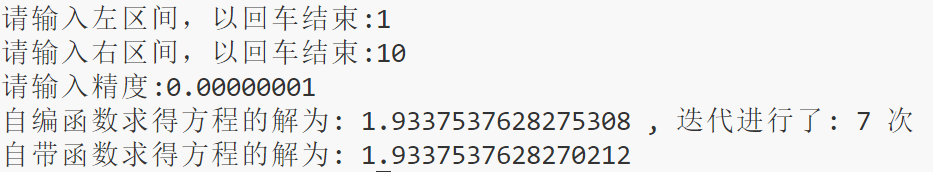 请输入左区间，以回车结束:1
请输入右区间，以回车结束:10
请输入精度:0.00000001
自编函数求得方程的解为: 1.9337537628275308 , 迭代进行了: 7 次
自带函数求得方程的解为: 1.9337537628270212